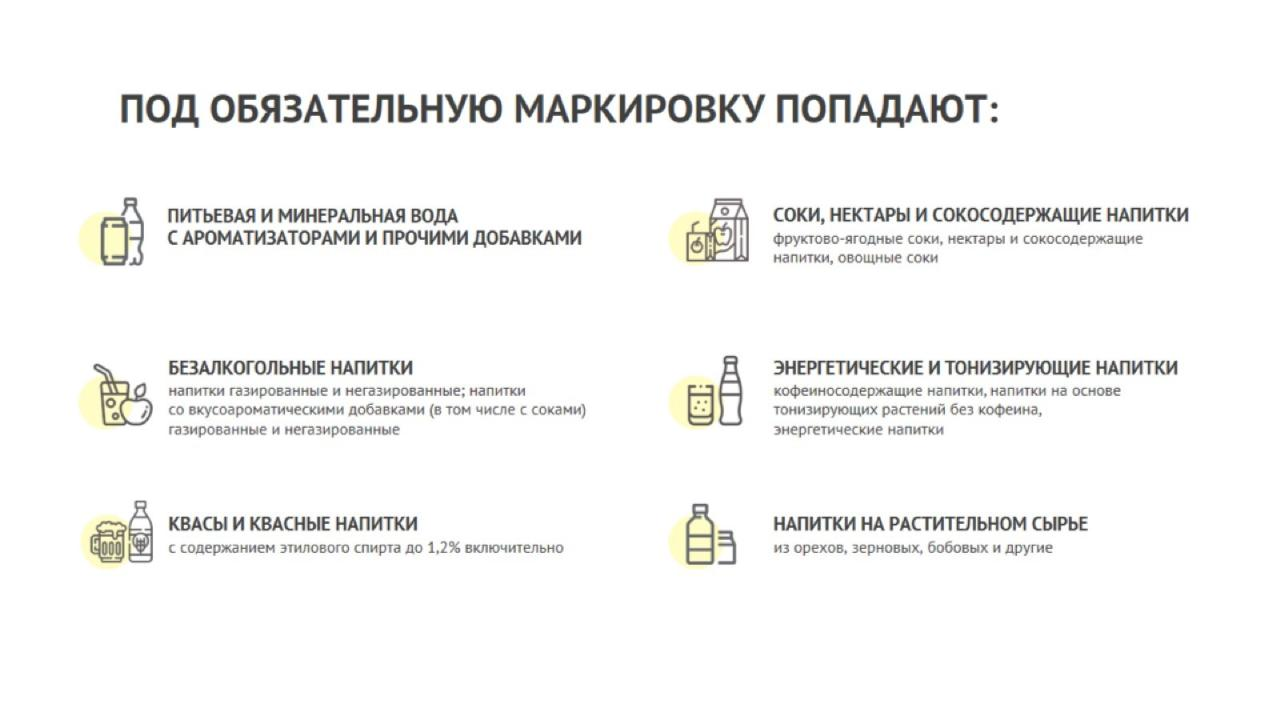 ПОД ОБЯЗАТЕЛЬНУЮ МАРКИРОВКУ ПОПАДАЮТ:
ПИТЬЕВАЯ И МИНЕРАЛЬНАЯ ВОДА
С АРОМАТИЗАТОРАМИ И ПРОЧИМИ ДОБАВКАМИ
СОКИ, НЕКТАРЫ И СОКОСОДЕРЖАЩИЕ НАПИТКИ
фруктово-ягодные соки, нектары и сокосодержащие
напитки, овощные соки
БЕЗАЛКОГОЛЬНЫЕ НАПИТКИ
напитки газированные и негазированные; напитки
со вкусоароматическими добавками (в том числе с соками)
газированные и негазированные
ЭНЕРГЕТИЧЕСКИЕ И ТОНИЗИРУЮЩИЕ НАПИТКИ
кофеиносодержащие напитки, напитки на основе
тонизирующих растений без кофеина,
энергетические напитки
КВАСЫ И КВАСНЫЕ НАПИТКИ
с содержанием этилового спирта до 1,2% включительно
НАПИТКИ НА РАСТИТЕЛЬНОМ СЫРЬЕ
из орехов, зерновых, бобовых и другие